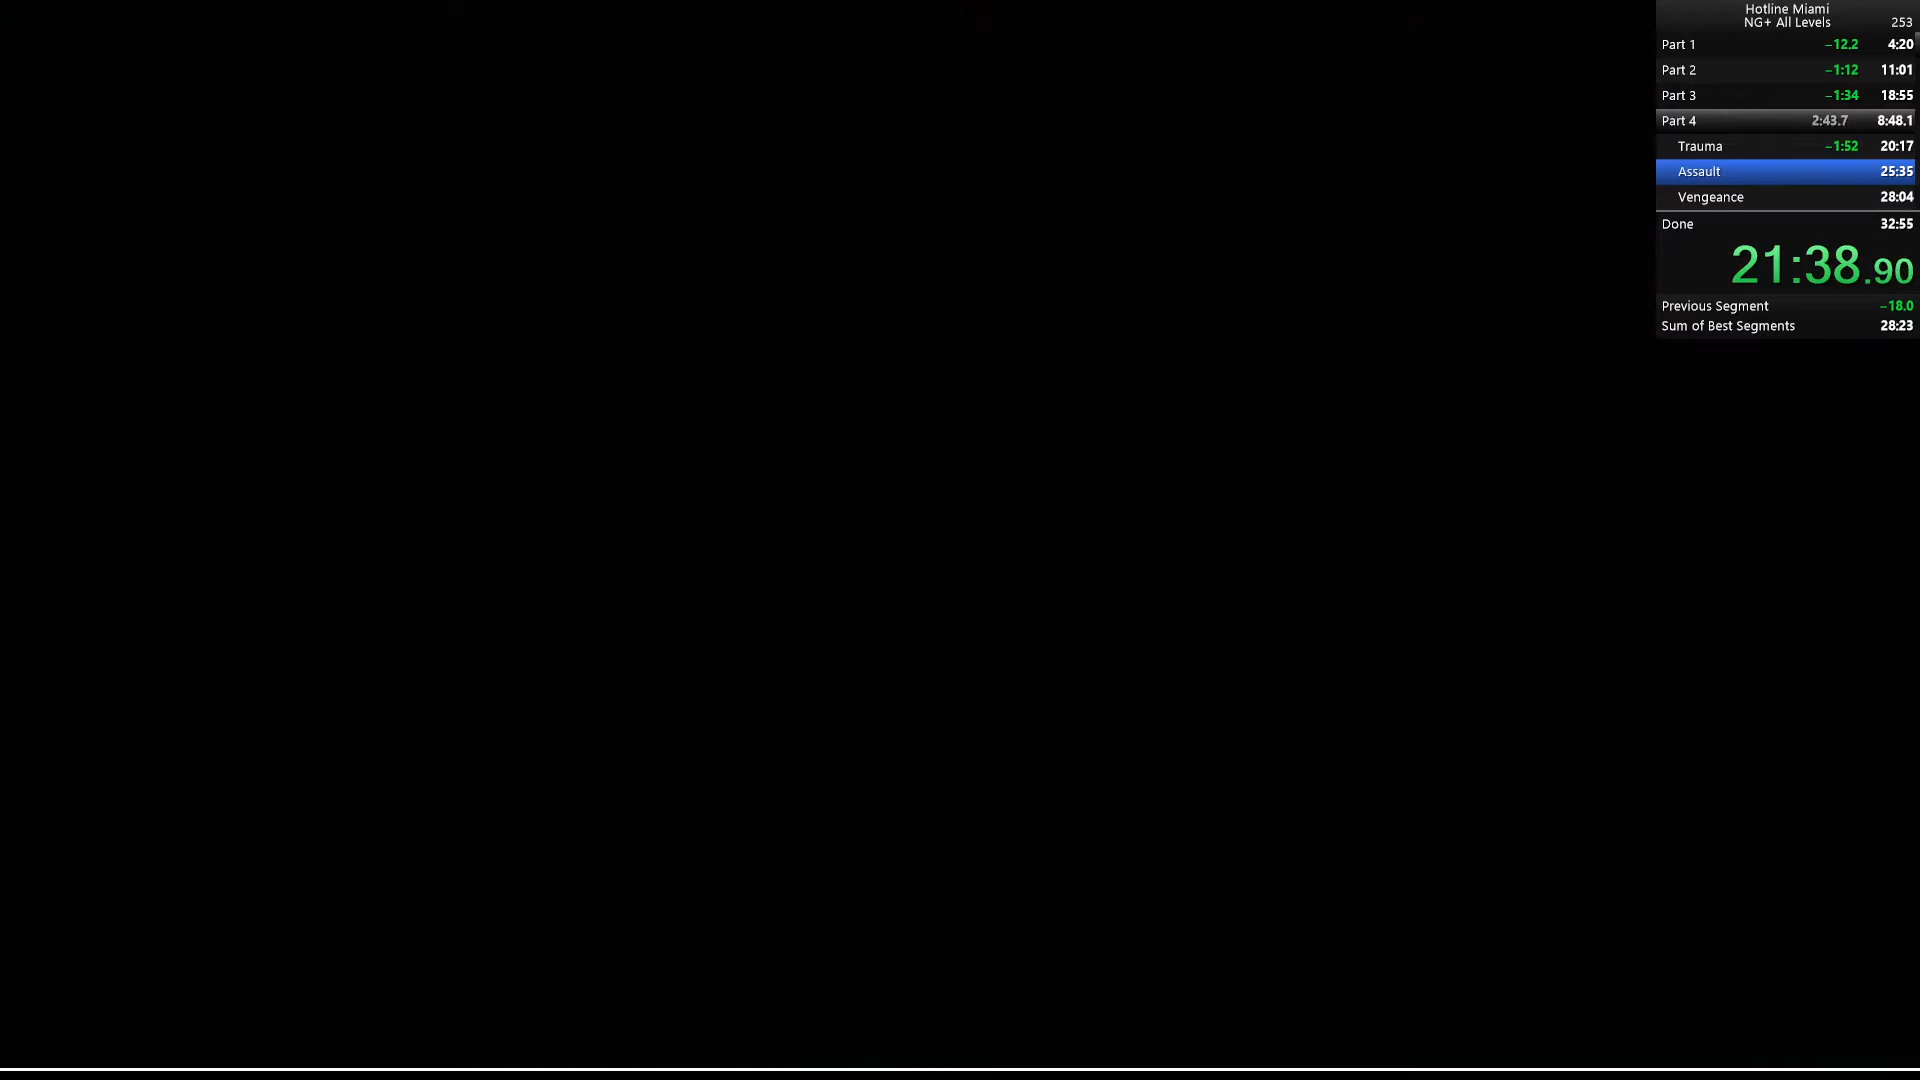 Hotline Miami
NG+ All Levels 253
Part 1 −12.2 4:20
Part 2 −1:12 11:01
Part 3 −1:34 18:55
Part 4 2:43.7 8:48.1
Trauma −1:52 20:17
Assault 25:35
Vengeance 28:04
Done 32:55
21:38.90
Previous Segment −18.0
Sum of Best Segments 28:23